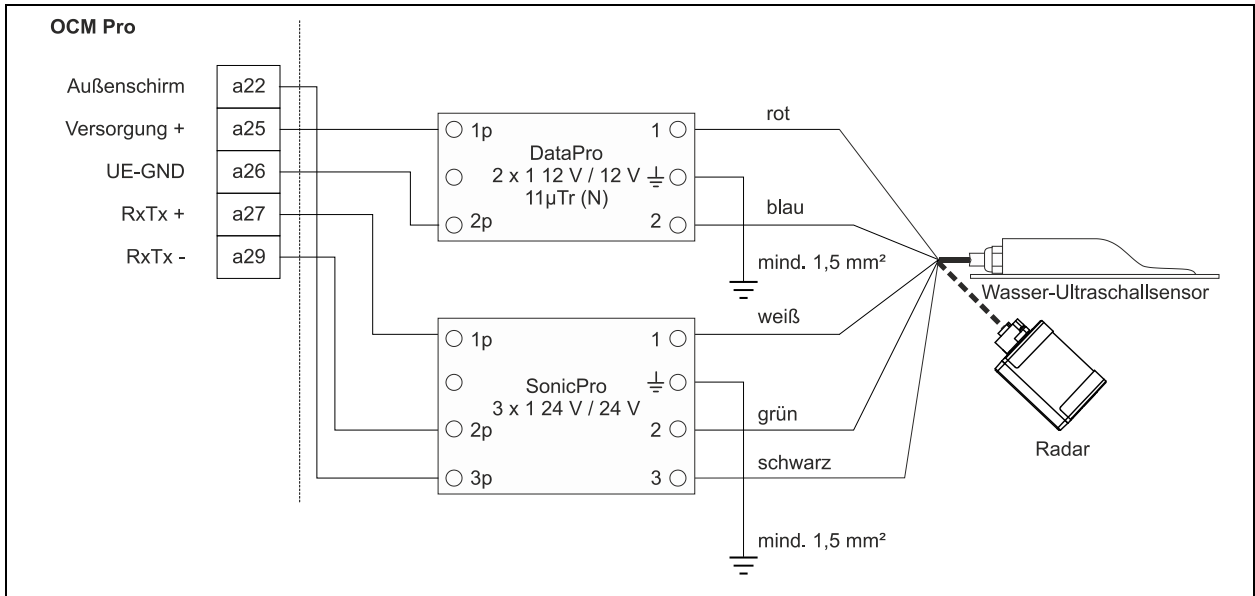 OCM Pro
Außenschirm a22
Versorgung + a25
UE-GND a26
RxTx + a27
RxTx - a29
1p 1
DataPro
2 x 1 12 V / 12 V
11µTr (N)
2p 2
rot
blau
mind. 1,5 mm²
1p 1
SonicPro
3 x 1 24 V / 24 V
2p 2
3p 3
weiß
grün
schwarz
mind. 1,5 mm²
Wasser-Ultraschallsensor
Radar